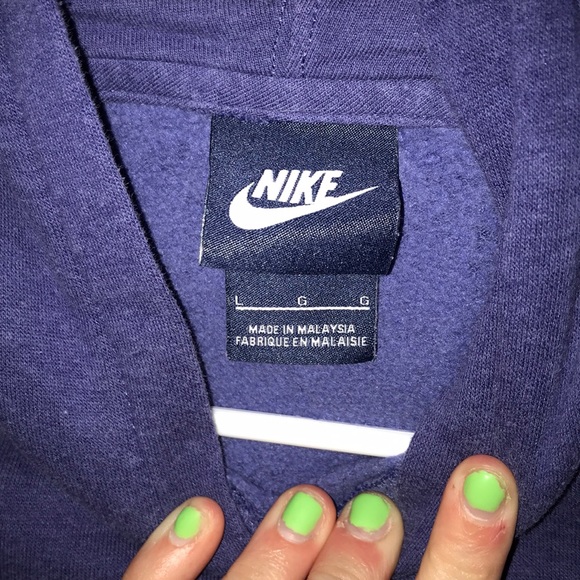 NIKE
L G G
MADE IN MALAYSIA
FABRIQUE EN MALAISIE